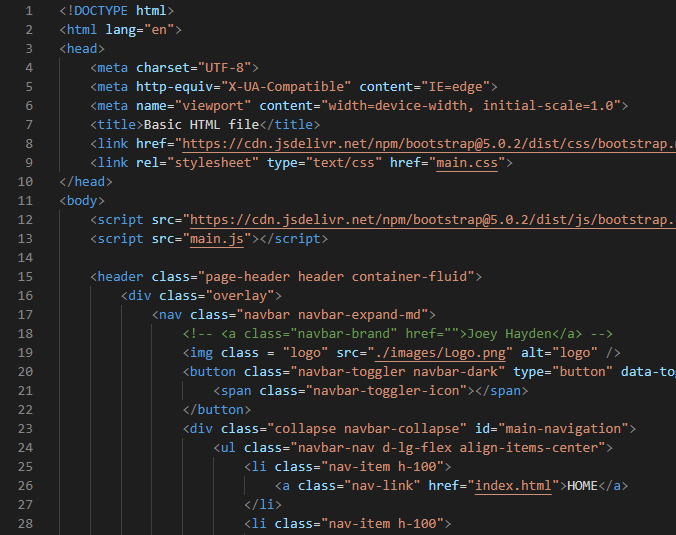 1 <!DOCTYPE html>
2 <html lang="en">
3 <head>
4 <meta charset="UTF-8">
5 <meta http-equiv="X-UA-Compatible" content="IE=edge">
6 <meta name="viewport" content="width=device-width, initial-scale=1.0">
7 <title>Basic HTML file</title>
8 <link href="https://cdn.jsdelivr.net/npm/bootstrap@5.0.2/dist/css/bootstrap.
9 <link rel="stylesheet" type="text/css" href="main.css">
10 </head>
11 <body>
12 <script src="https://cdn.jsdelivr.net/npm/bootstrap@5.0.2/dist/js/bootstrap.
13 <script src="main.js"></script>
14
15 <header class="page-header header container-fluid">
16 <div class="overlay">
17 <nav class="navbar navbar-expand-md">
18 <!-- <a class="navbar-brand" href="">Joey Hayden</a> -->
19 <img class = "logo" src="./images/Logo.png" alt="logo" />
20 <button class="navbar-toggler navbar-dark" type="button" data-tog
21 <span class="navbar-toggler-icon"></span>
22 </button>
23 <div class="collapse navbar-collapse" id="main-navigation">
24 <ul class="navbar-nav d-lg-flex align-items-center">
25 <li class="nav-item h-100">
26 <a class="nav-link" href="index.html">HOME</a>
27 </li>
28 <li class="nav-item h-100">